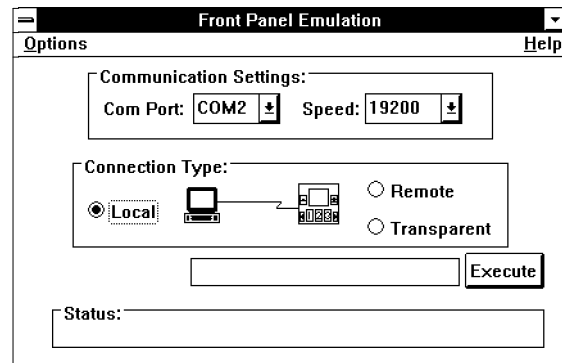 Front Panel Emulation
Options Help
Communication Settings:
Com Port: COM2 Speed: 19200
Connection Type:
Local Remote
Transparent
Execute
Status: